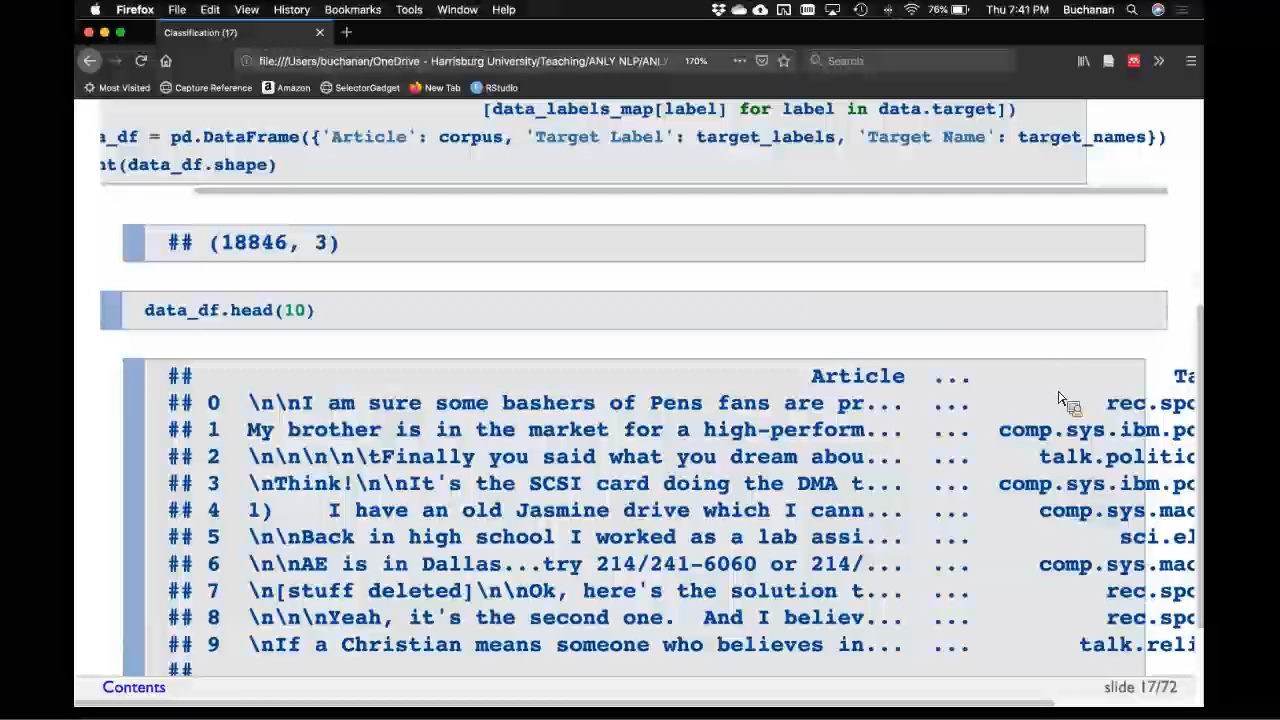 Firefox File Edit View History Bookmarks Tools Window Help 76% Thu 7:41 PM Buchanan
Classification (17)
file:///Users/buchanan/OneDrive - Harrisburg University/Teaching/ANLY NLP/ANLY 170% Search
Most Visited Capture Reference Amazon SelectorGadget New Tab RStudio
[data_labels_map[label] for label in data.target])
a_df = pd.DataFrame({'Article': corpus, 'Target Label': target_labels, 'Target Name': target_names})
nt(data_df.shape)
## (18846, 3)
data_df.head(10)
## Article ... Ta
## 0 \n\nI am sure some bashers of Pens fans are pr... ... rec.spo
## 1 My brother is in the market for a high-perform... ... comp.sys.ibm.pc
## 2 \n\n\n\n\tFinally you said what you dream abou... ... talk.politic
## 3 \nThink!\n\nIt's the SCSI card doing the DMA t... ... comp.sys.ibm.pc
## 4 1) I have an old Jasmine drive which I cann... ... comp.sys.mac
## 5 \n\nBack in high school I worked as a lab assi... ... sci.el
## 6 \n\nAE is in Dallas...try 214/241-6060 or 214/... ... comp.sys.mac
## 7 \n[stuff deleted]\n\nOk, here's the solution t... ... rec.spo
## 8 \n\n\nYeah, it's the second one. And I believ... ... rec.spo
## 9 \nIf a Christian means someone who believes in... ... talk.reli
##
Contents slide 17/72